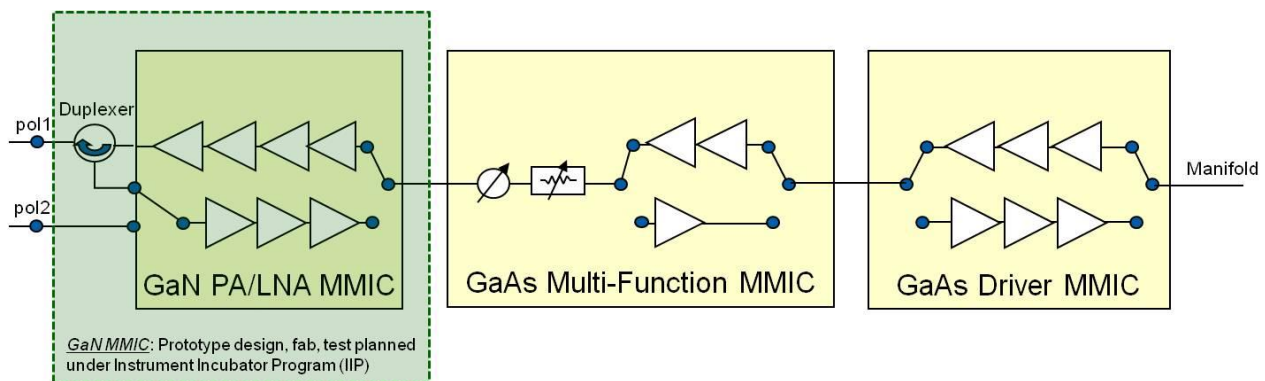 Duplexer
pol1
pol2
Manifold
GaN PA/LNA MMIC
GaAs Multi-Function MMIC
GaAs Driver MMIC
GaN MMIC: Prototype design, fab, test planned
under Instrument Incubator Program (IIP)